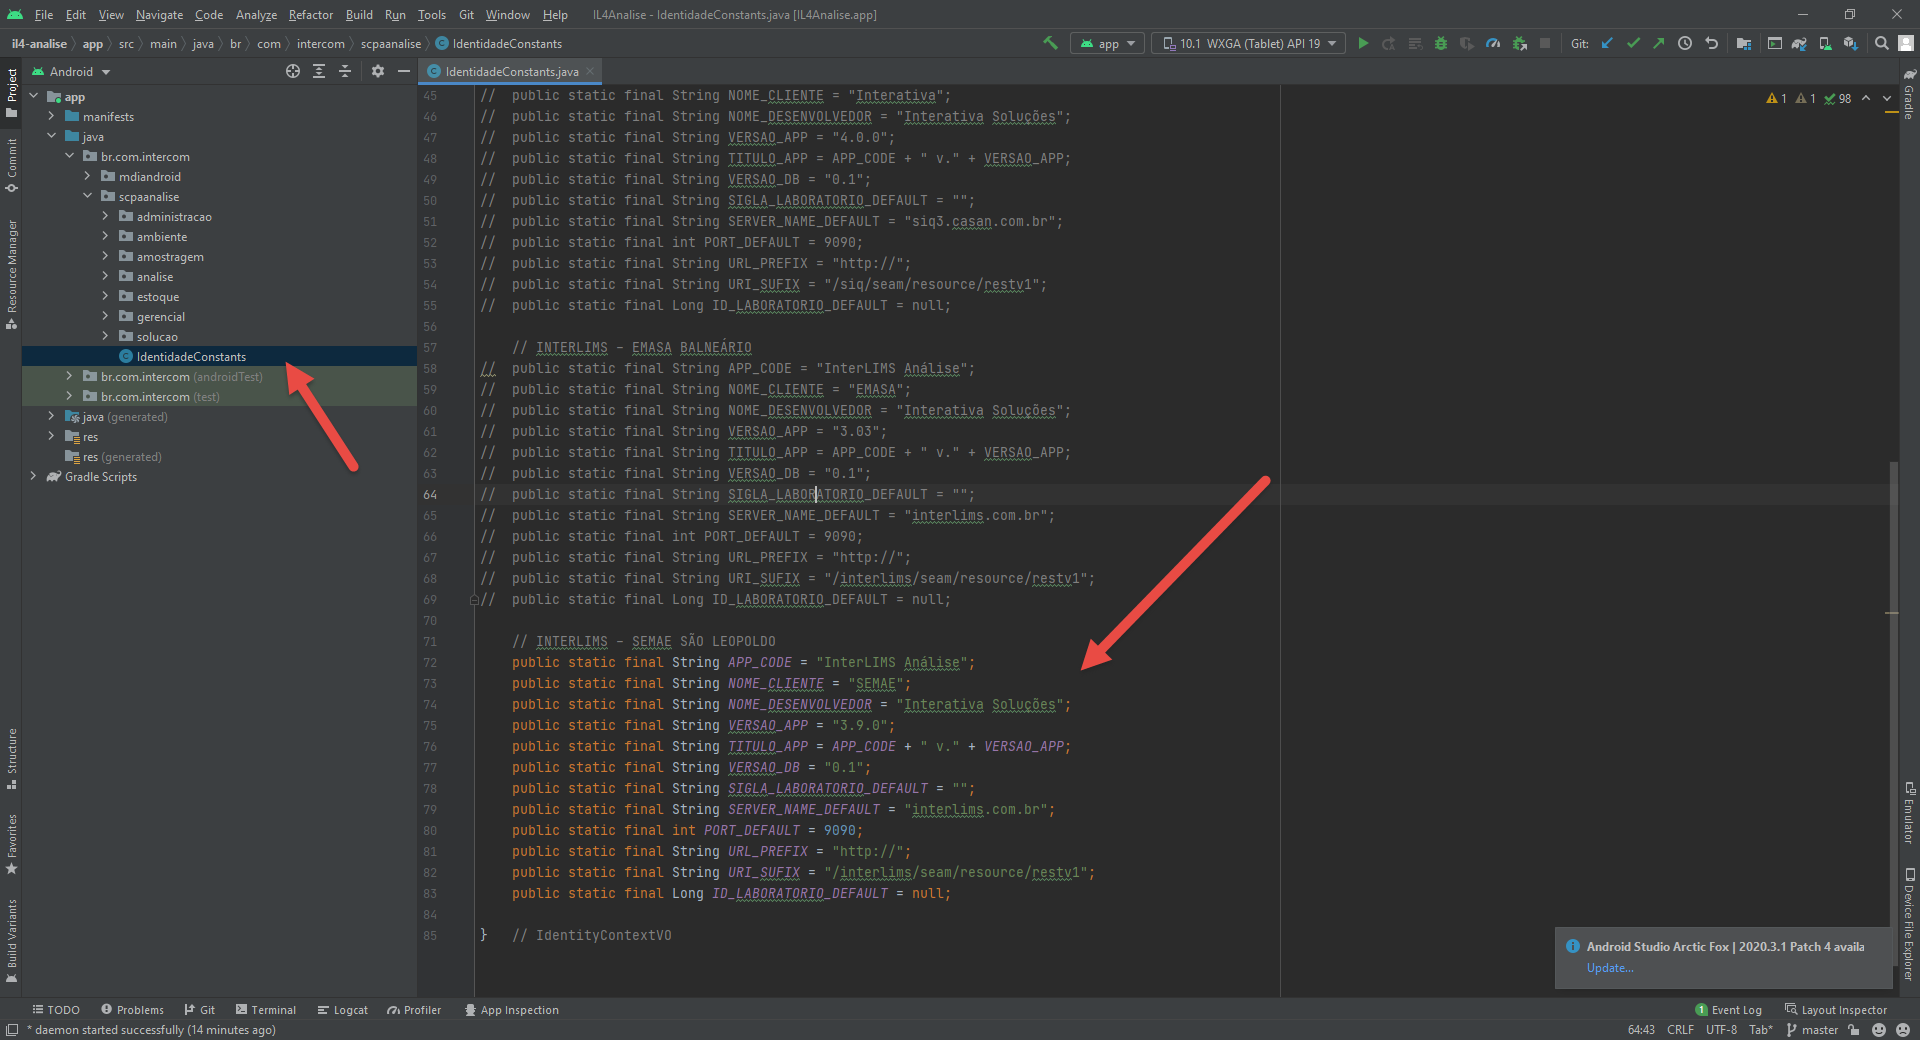 File Edit View Navigate Code Analyze Refactor Build Run Tools Git Window Help IL4Analise - IdentidadeConstants.java [IL4Analise.app]
il4-analise app src main java br com intercom scpaanalise IdentidadeConstants app 10.1 WXGA (Tablet) API 19 Git:
Android
IdentidadeConstants.java
Project
Commit
Resource Manager
Structure
Favorites
Build Variants
app
manifests
java
br.com.intercom
mdiandroid
scpaanalise
administracao
ambiente
amostragem
analise
estoque
gerencial
solucao
IdentidadeConstants
br.com.intercom (androidTest)
br.com.intercom (test)
java (generated)
res
res (generated)
Gradle Scripts
1 1 98
45 // public static final String NOME_CLIENTE = "Interativa";
46 // public static final String NOME_DESENVOLVEDOR = "Interativa Soluções";
47 // public static final String VERSAO_APP = "4.0.0";
48 // public static final String TITULO_APP = APP_CODE + " v." + VERSAO_APP;
49 // public static final String VERSAO_DB = "0.1";
50 // public static final String SIGLA_LABORATORIO_DEFAULT = "";
51 // public static final String SERVER_NAME_DEFAULT = "siq3.casan.com.br";
52 // public static final int PORT_DEFAULT = 9090;
53 // public static final String URL_PREFIX = "http://";
54 // public static final String URI_SUFIX = "/siq/seam/resource/restv1";
55 // public static final Long ID_LABORATORIO_DEFAULT = null;
56
57 // INTERLIMS - EMASA BALNEÁRIO
58 // public static final String APP_CODE = "InterLIMS Análise";
59 // public static final String NOME_CLIENTE = "EMASA";
60 // public static final String NOME_DESENVOLVEDOR = "Interativa Soluções";
61 // public static final String VERSAO_APP = "3.03";
62 // public static final String TITULO_APP = APP_CODE + " v." + VERSAO_APP;
63 // public static final String VERSAO_DB = "0.1";
64 // public static final String SIGLA_LABORATORIO_DEFAULT = "";
65 // public static final String SERVER_NAME_DEFAULT = "interlims.com.br";
66 // public static final int PORT_DEFAULT = 9090;
67 // public static final String URL_PREFIX = "http://";
68 // public static final String URI_SUFIX = "/interlims/seam/resource/restv1";
69 // public static final Long ID_LABORATORIO_DEFAULT = null;
70
71 // INTERLIMS - SEMAE SÃO LEOPOLDO
72 public static final String APP_CODE = "InterLIMS Análise";
73 public static final String NOME_CLIENTE = "SEMAE";
74 public static final String NOME_DESENVOLVEDOR = "Interativa Soluções";
75 public static final String VERSAO_APP = "3.9.0";
76 public static final String TITULO_APP = APP_CODE + " v." + VERSAO_APP;
77 public static final String VERSAO_DB = "0.1";
78 public static final String SIGLA_LABORATORIO_DEFAULT = "";
79 public static final String SERVER_NAME_DEFAULT = "interlims.com.br";
80 public static final int PORT_DEFAULT = 9090;
81 public static final String URL_PREFIX = "http://";
82 public static final String URI_SUFIX = "/interlims/seam/resource/restv1";
83 public static final Long ID_LABORATORIO_DEFAULT = null;
84
85 } // IdentityContextVO
Gradle
Emulator
Device File Explorer
Android Studio Arctic Fox | 2020.3.1 Patch 4 availa
Update...
TODO Problems Git Terminal Logcat Profiler App Inspection 1 Event Log Layout Inspector
* daemon started successfully (14 minutes ago) 64:43 CRLF UTF-8 Tab* master